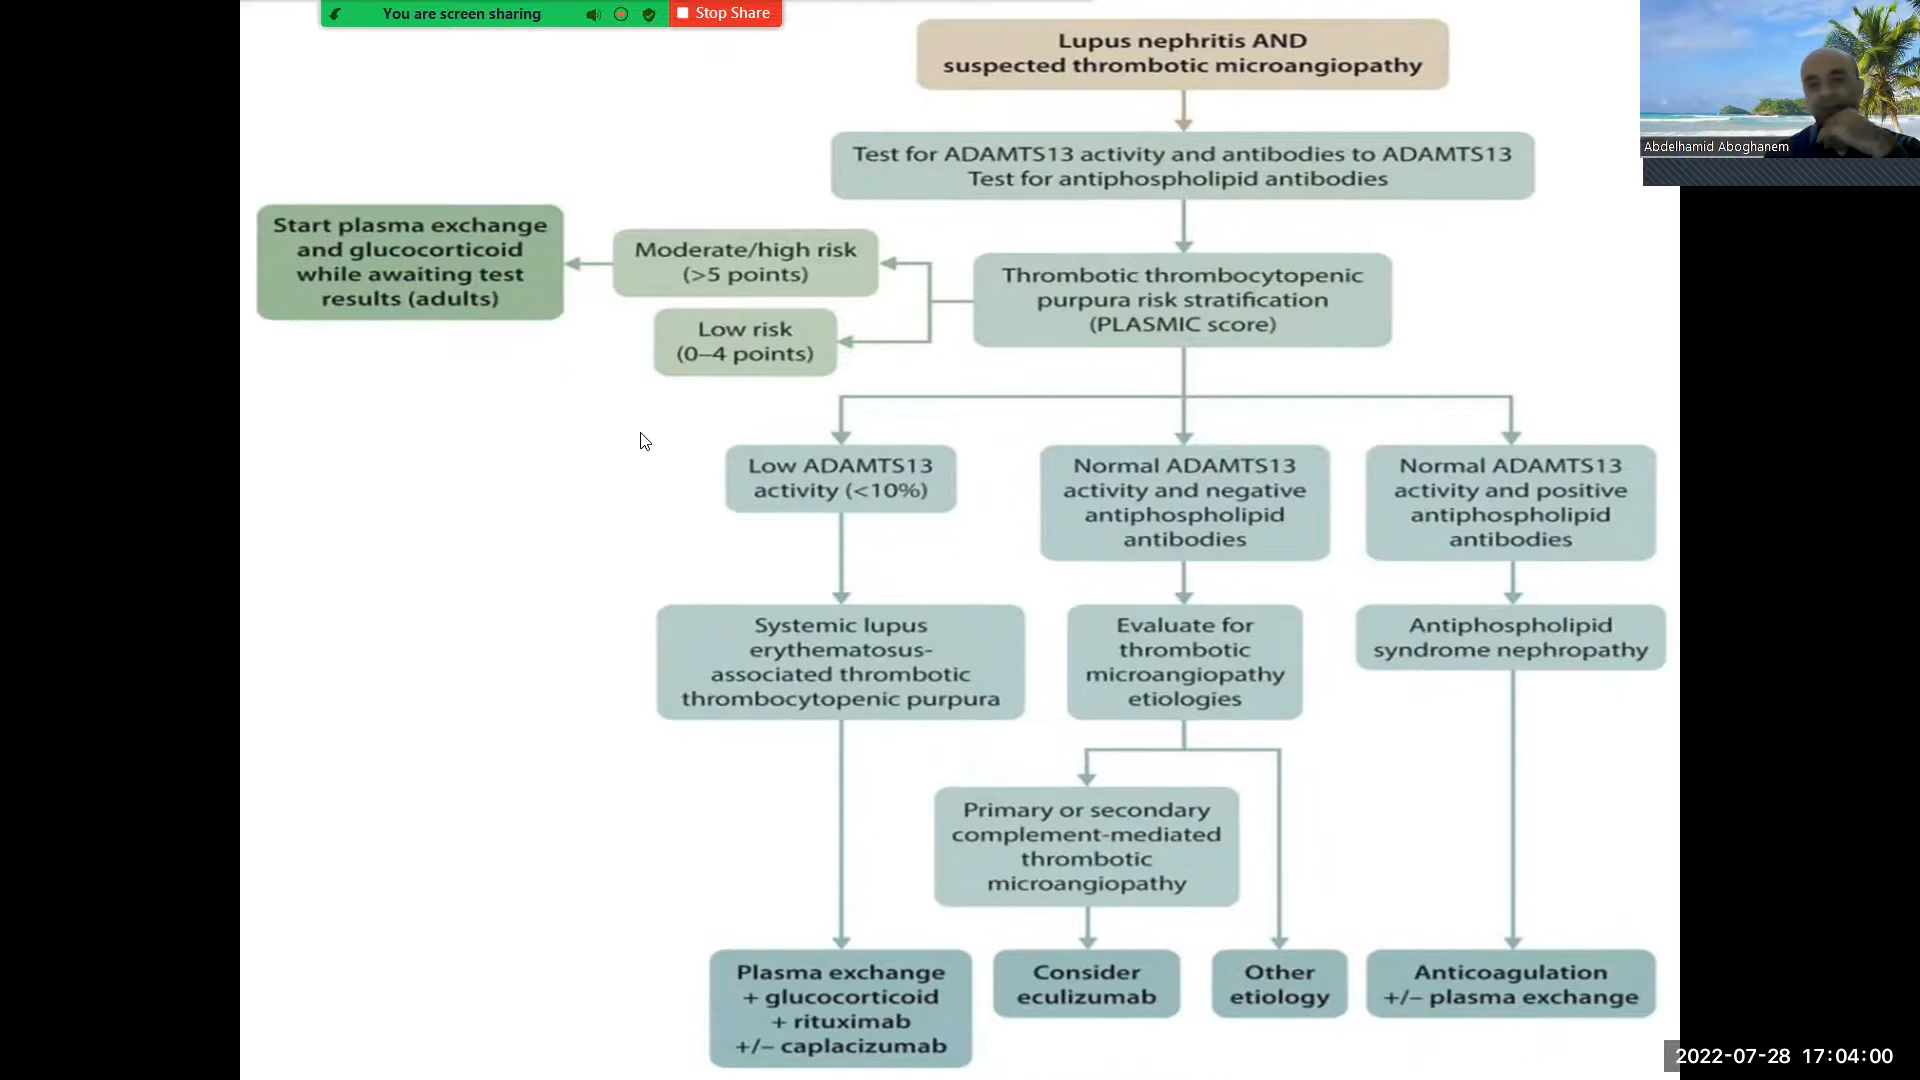 You are screen sharing
Stop Share
Abdelhamid Aboghanem
Lupus nephritis AND
suspected thrombotic microangiopathy
Test for ADAMTS13 activity and antibodies to ADAMTS13
Test for antiphospholipid antibodies
Start plasma exchange
and glucocorticoid
while awaiting test
results (adults)
Moderate/high risk
(>5 points)
Low risk
(0–4 points)
Thrombotic thrombocytopenic
purpura risk stratification
(PLASMIC score)
Low ADAMTS13
activity (<10%)
Normal ADAMTS13
activity and negative
antiphospholipid
antibodies
Normal ADAMTS13
activity and positive
antiphospholipid
antibodies
Systemic lupus
erythematosus-
associated thrombotic
thrombocytopenic purpura
Evaluate for
thrombotic
microangiopathy
etiologies
Antiphospholipid
syndrome nephropathy
Primary or secondary
complement-mediated
thrombotic
microangiopathy
Plasma exchange
+ glucocorticoid
+ rituximab
+/– caplacizumab
Consider
eculizumab
Other
etiology
Anticoagulation
+/– plasma exchange
2022-07-28 17:04:00